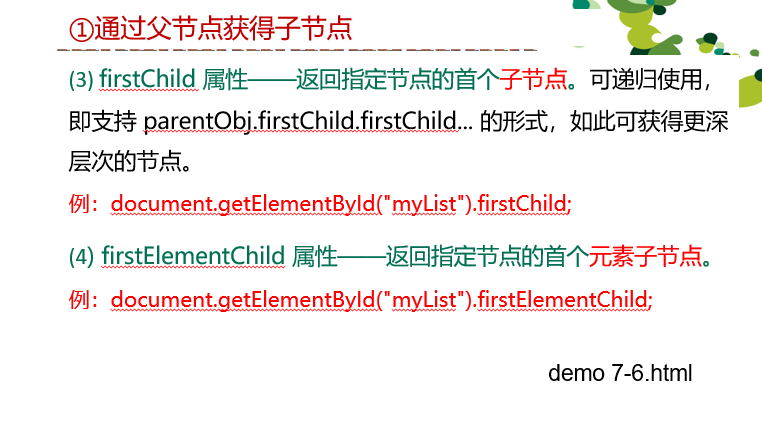 ①通过父节点获得子节点
(3) firstChild 属性——返回指定节点的首个子节点。可递归使用，
即支持 parentObj.firstChild.firstChild... 的形式，如此可获得更深
层次的节点。
例：document.getElementById("myList").firstChild;
(4) firstElementChild 属性——返回指定节点的首个元素子节点。
例：document.getElementById("myList").firstElementChild;
demo 7-6.html